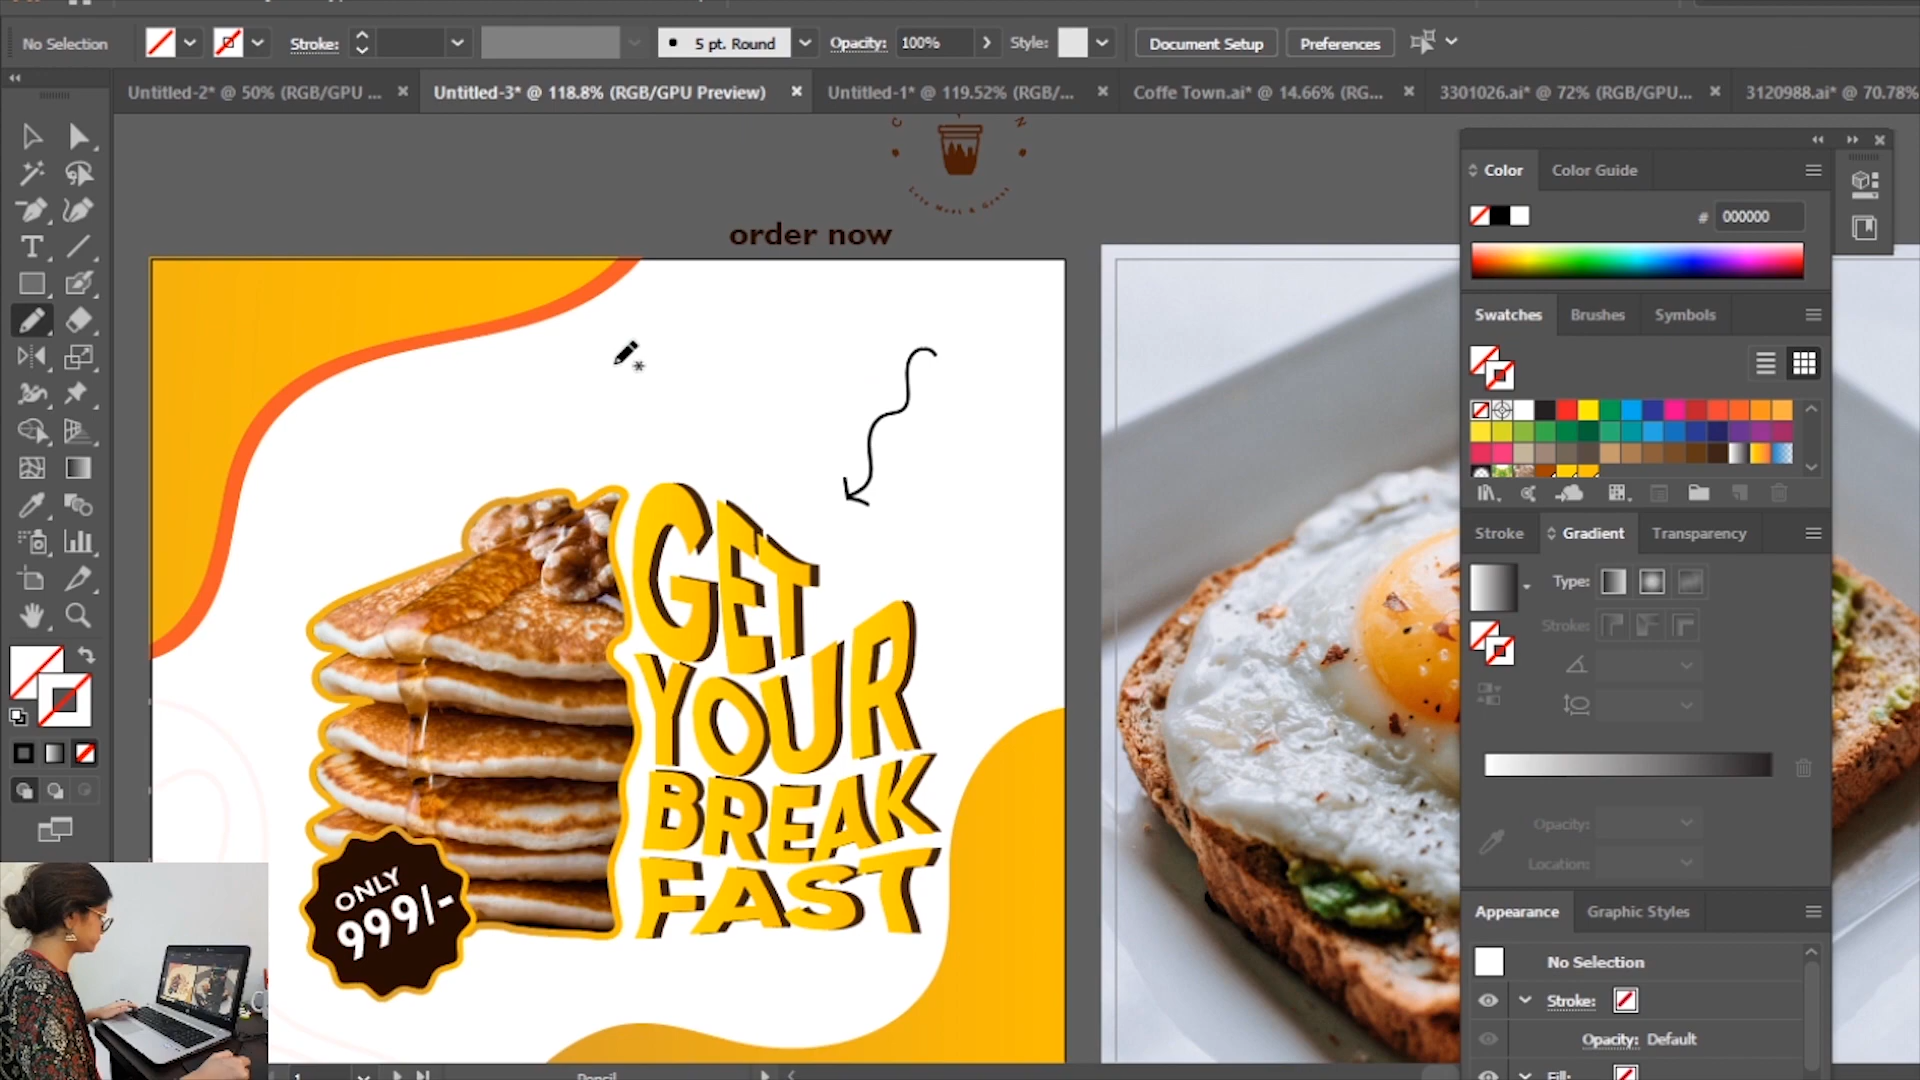 No Selection
Stroke:
5 pt. Round
Opacity:
100%
Style:
Document Setup
Preferences
Untitled-2* @ 50% (RGB/GPU ...
Untitled-3* @ 118.8% (RGB/GPU Preview)
Untitled-1* @ 119.52% (RGB/...
Coffe Town.ai* @ 14.66% (RG...
3301026.ai* @ 72% (RGB/GPU...
3120988.ai* @ 70.78%
order now
GET
YOUR
BREAK
FAST
ONLY
999/-
Color
Color Guide
#
000000
Swatches
Brushes
Symbols
Stroke
Gradient
Transparency
Type:
Stroke:
Opacity:
Location:
Appearance
Graphic Styles
No Selection
Stroke:
Opacity: Default
Fill:
1
Pencil